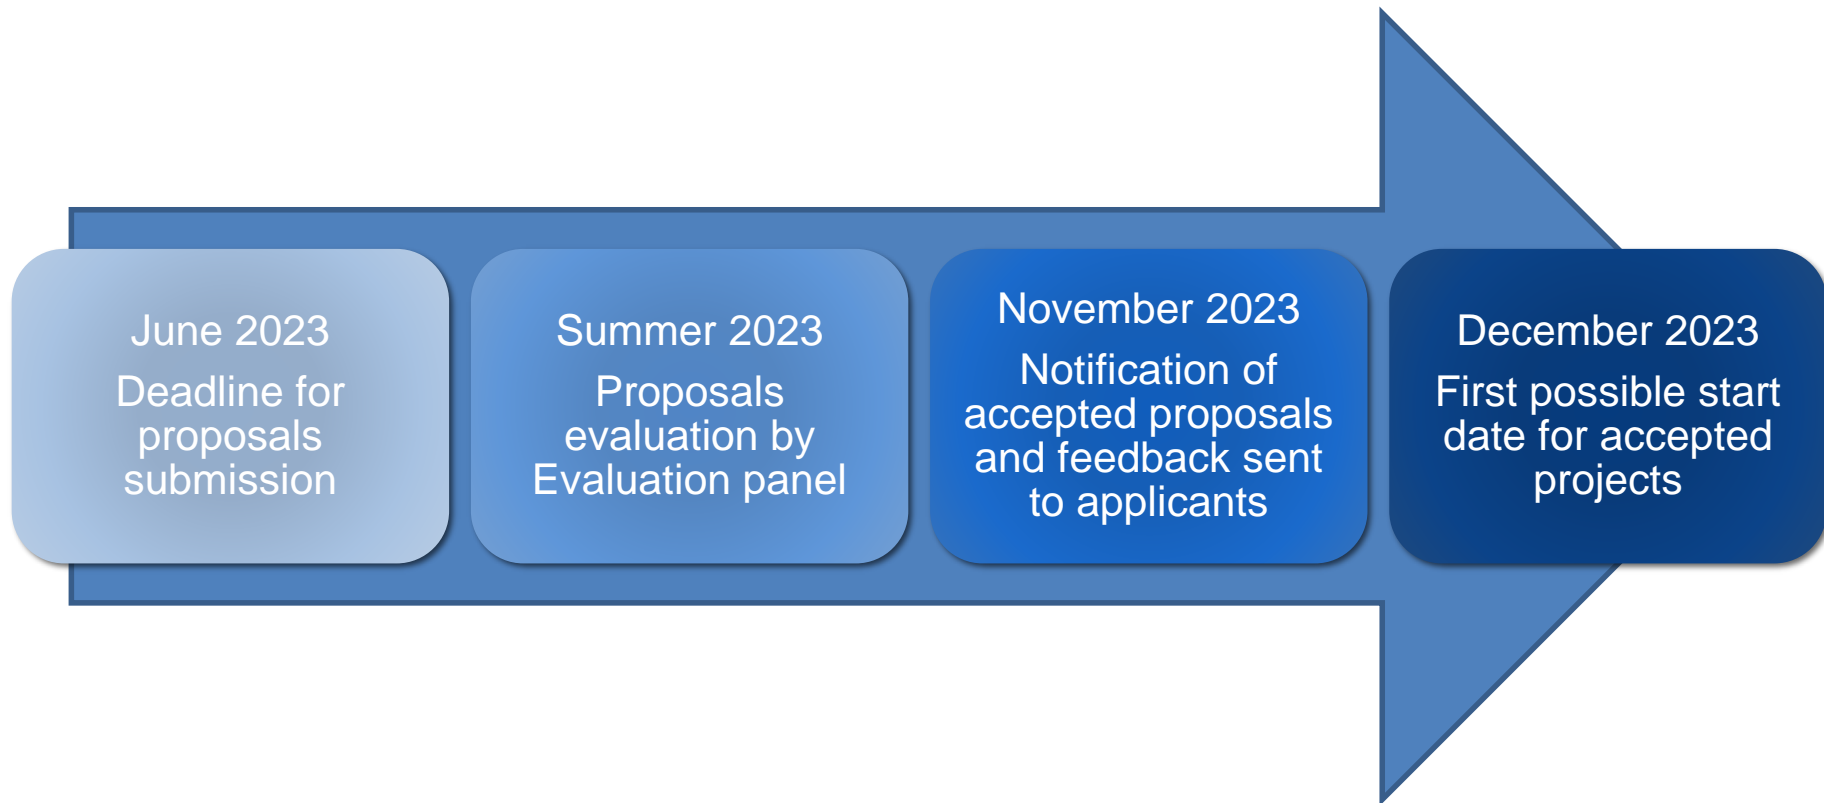 June 2023
Deadline for
proposals
submission
Summer 2023
Proposals
evaluation by
Evaluation panel
November 2023
Notification of
accepted proposals
and feedback sent
to applicants
December 2023
First possible start
date for accepted
projects